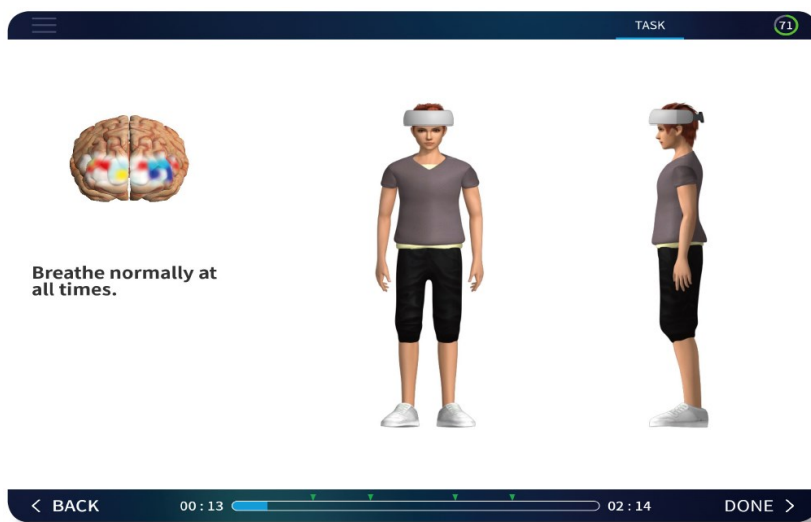 TASK
71
Breathe normally at
all times.
< BACK
00 : 13
02 : 14
DONE >